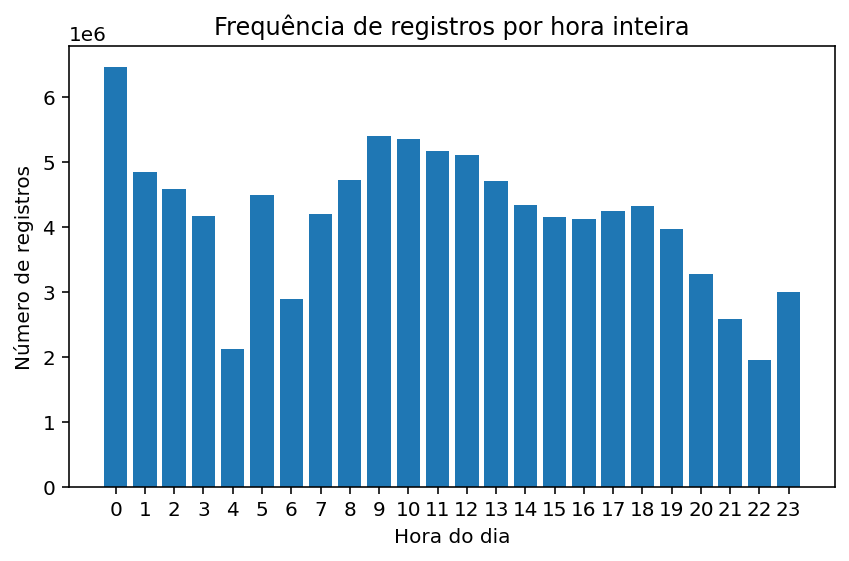 Frequência de registros por hora inteira
1e6
6
5
4
3
2
1
0
Número de registros
0 1 2 3 4 5 6 7 8 9 10 11 12 13 14 15 16 17 18 19 20 21 22 23
Hora do dia